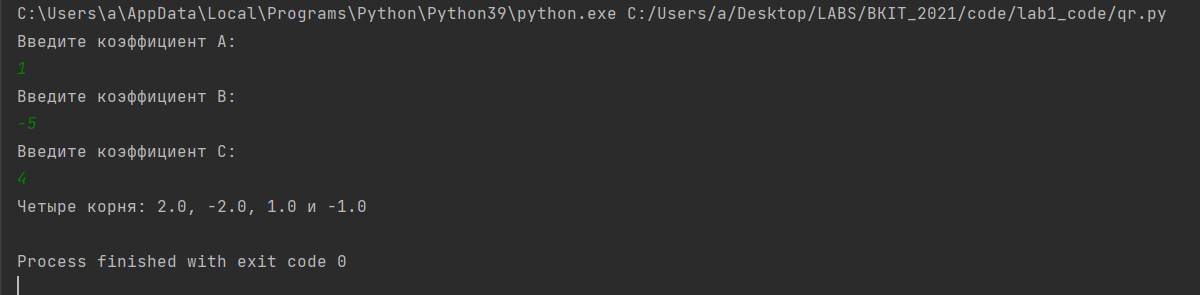 C:\Users\a\AppData\Local\Programs\Python\Python39\python.exe C:/Users/a/Desktop/LABS/BKIT_2021/code/lab1_code/qr.py
Введите коэффициент A:
1
Введите коэффициент B:
-5
Введите коэффициент C:
4
Четыре корня: 2.0, -2.0, 1.0 и -1.0
Process finished with exit code 0